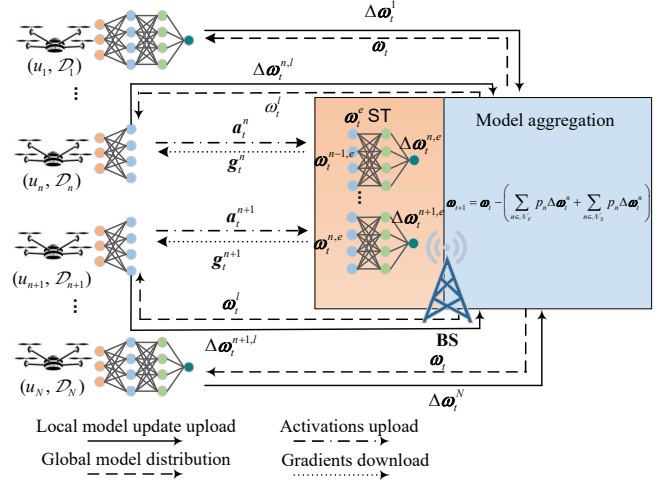 Δω_t^1
ω_t
(u_1, 𝒟_1)
Δω_t^{n,l}
ω_t^l
⋮
ω_t^e ST
Model aggregation
a_t^n
Δω_t^{n,e}
g_t^n
ω_t^{n-1,e}
(u_n, 𝒟_n)
ω_{t+1} = ω_t − ( ∑_{n∈𝒩_F} p_n Δω_t^n + ∑_{n∈𝒩_S} p_n Δω_t^n )
⋮
a_t^{n+1}
Δω_t^{n+1,e}
ω_t^{n,e}
g_t^{n+1}
(u_{n+1}, 𝒟_{n+1})
ω_t^l
⋮
BS
Δω_t^{n+1,l}
ω_t
(u_N, 𝒟_N)
Δω_t^N
Local model update upload
Activations upload
Global model distribution
Gradients download